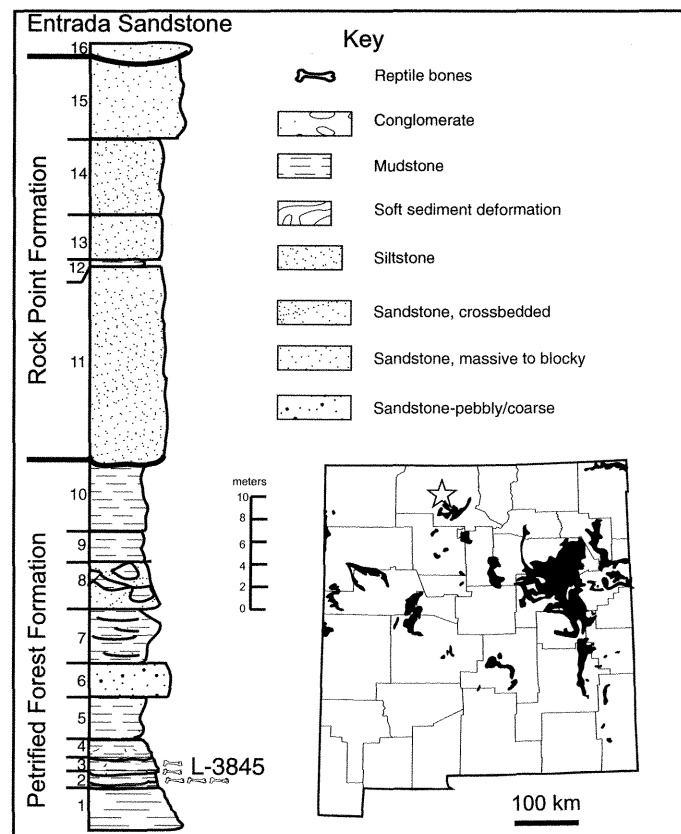 Entrada Sandstone
Key
Reptile bones
Conglomerate
Mudstone
Soft sediment deformation
Siltstone
Sandstone, crossbedded
Sandstone, massive to blocky
Sandstone-pebbly/coarse
Rock Point Formation
Petrified Forest Formation
16
15
14
13
12
11
10
9
8
7
6
5
4
3
2
1
L-3845
meters
10
8
6
4
2
0
100 km